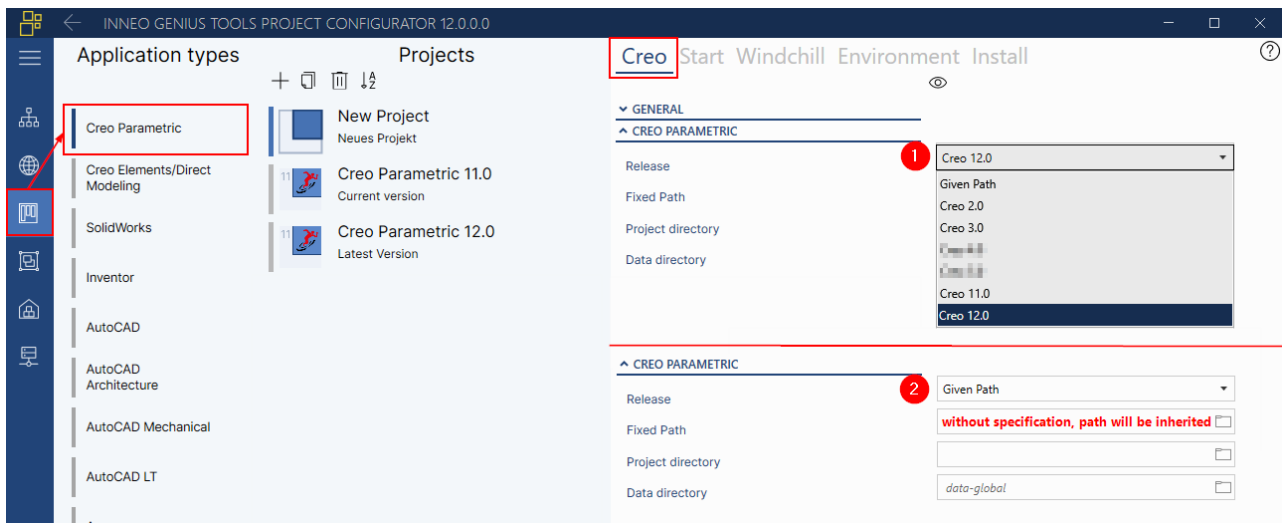 INNEO GENIUS TOOLS PROJECT CONFIGURATOR 12.0.0.0
Application types
Creo Parametric
Creo Elements/Direct
Modeling
SolidWorks
Inventor
AutoCAD
AutoCAD
Architecture
AutoCAD Mechanical
AutoCAD LT
Projects
New Project
Neues Projekt
11
Creo Parametric 11.0
Current version
11
Creo Parametric 12.0
Latest Version
Creo Start Windchill Environment Install
GENERAL
CREO PARAMETRIC
Release
1
Creo 12.0
Fixed Path
Project directory
Data directory
Given Path
Creo 2.0
Creo 3.0
Creo 11.0
Creo 12.0
CREO PARAMETRIC
Release
2
Given Path
Fixed Path
without specification, path will be inherited
Project directory
Data directory
data-global